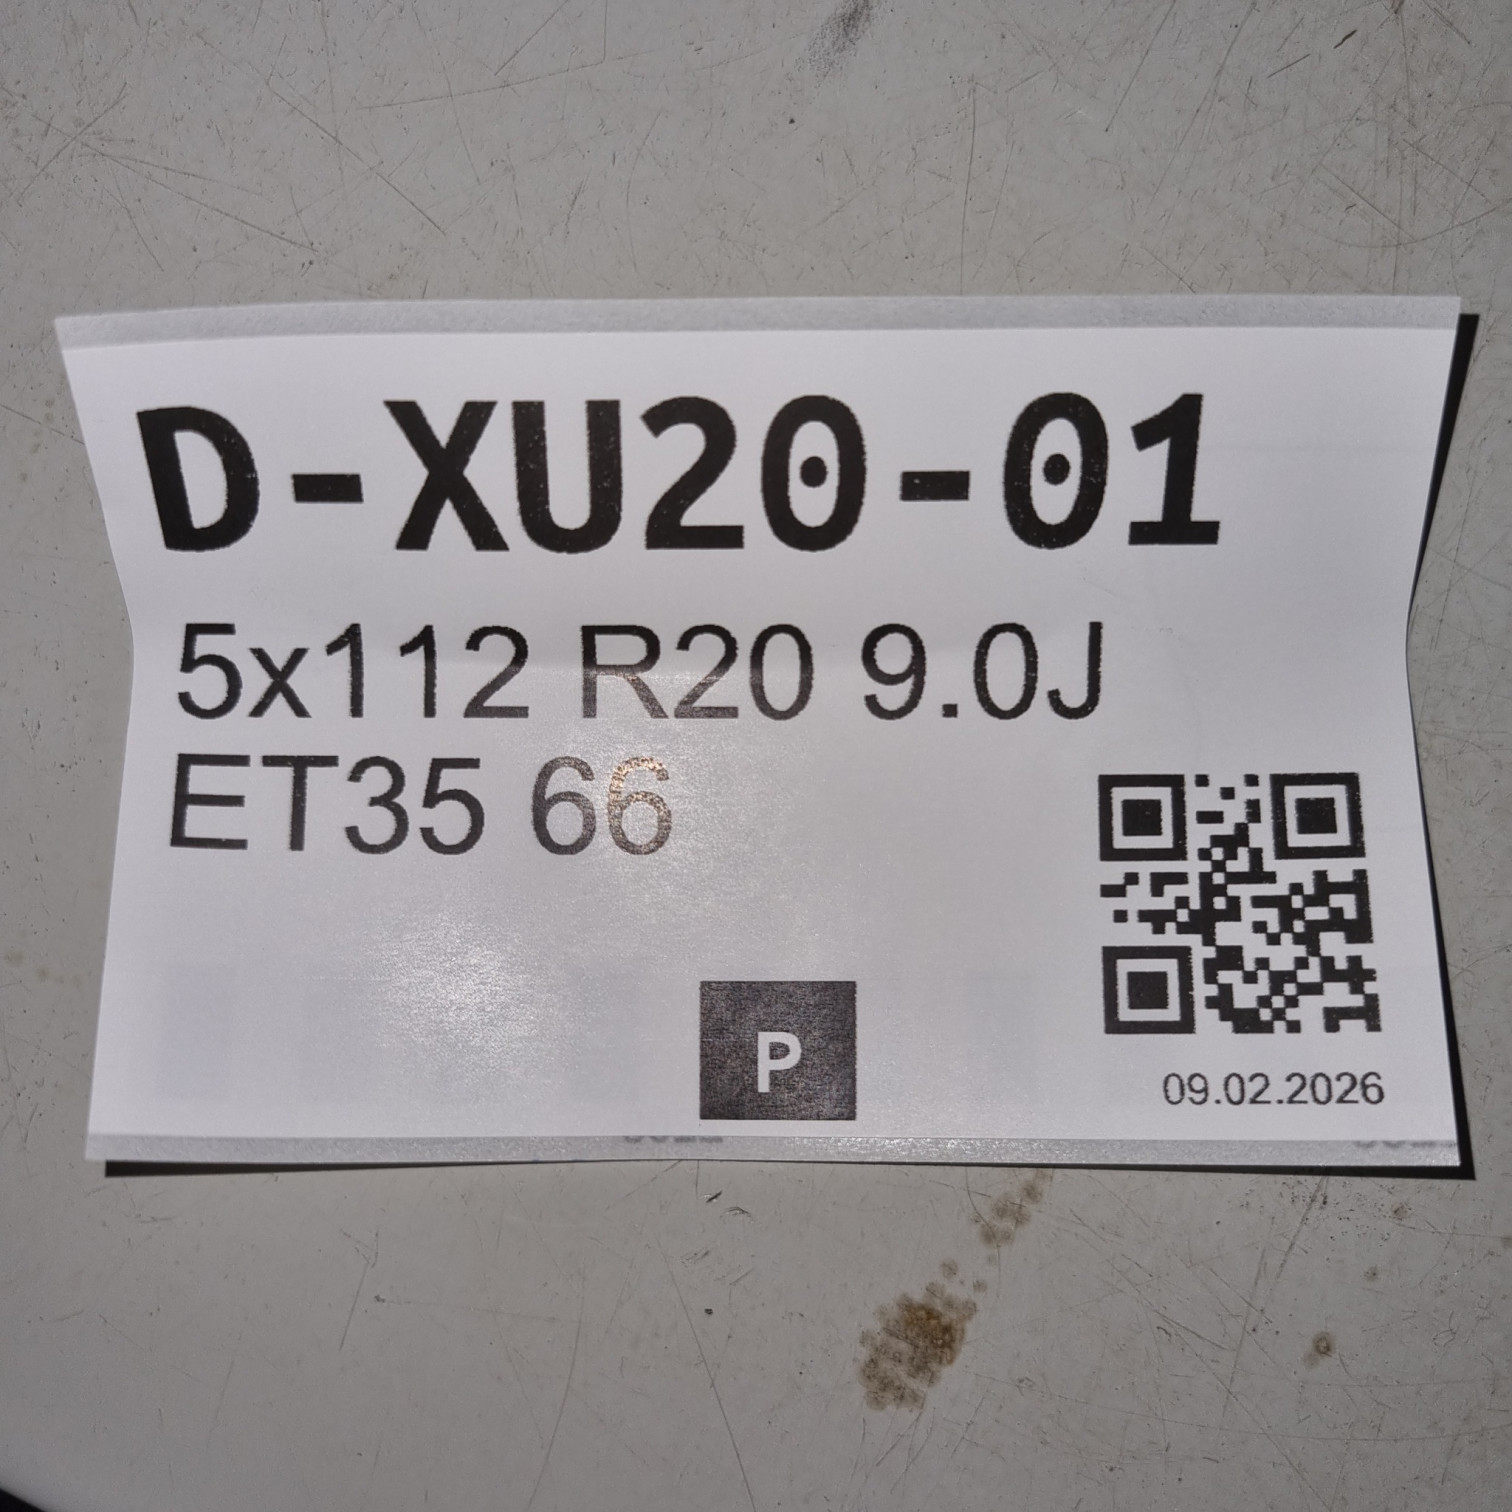 D-XU20-01
5x112 R20 9.0J
ET35 66
P
09.02.2026